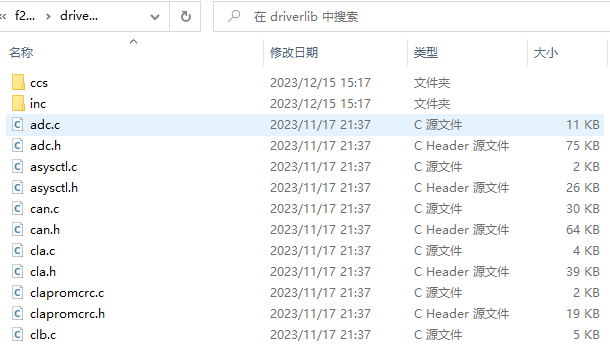 « f2... › drive...
在 driverlib 中搜索
名称 修改日期 类型 大小
ccs 2023/12/15 15:17 文件夹
inc 2023/12/15 15:17 文件夹
adc.c 2023/11/17 21:37 C 源文件 11 KB
adc.h 2023/11/17 21:37 C Header 源文件 75 KB
asysctl.c 2023/11/17 21:37 C 源文件 2 KB
asysctl.h 2023/11/17 21:37 C Header 源文件 26 KB
can.c 2023/11/17 21:37 C 源文件 30 KB
can.h 2023/11/17 21:37 C Header 源文件 64 KB
cla.c 2023/11/17 21:37 C 源文件 4 KB
cla.h 2023/11/17 21:37 C Header 源文件 39 KB
clapromcrc.c 2023/11/17 21:37 C 源文件 2 KB
clapromcrc.h 2023/11/17 21:37 C Header 源文件 19 KB
clb.c 2023/11/17 21:37 C 源文件 5 KB